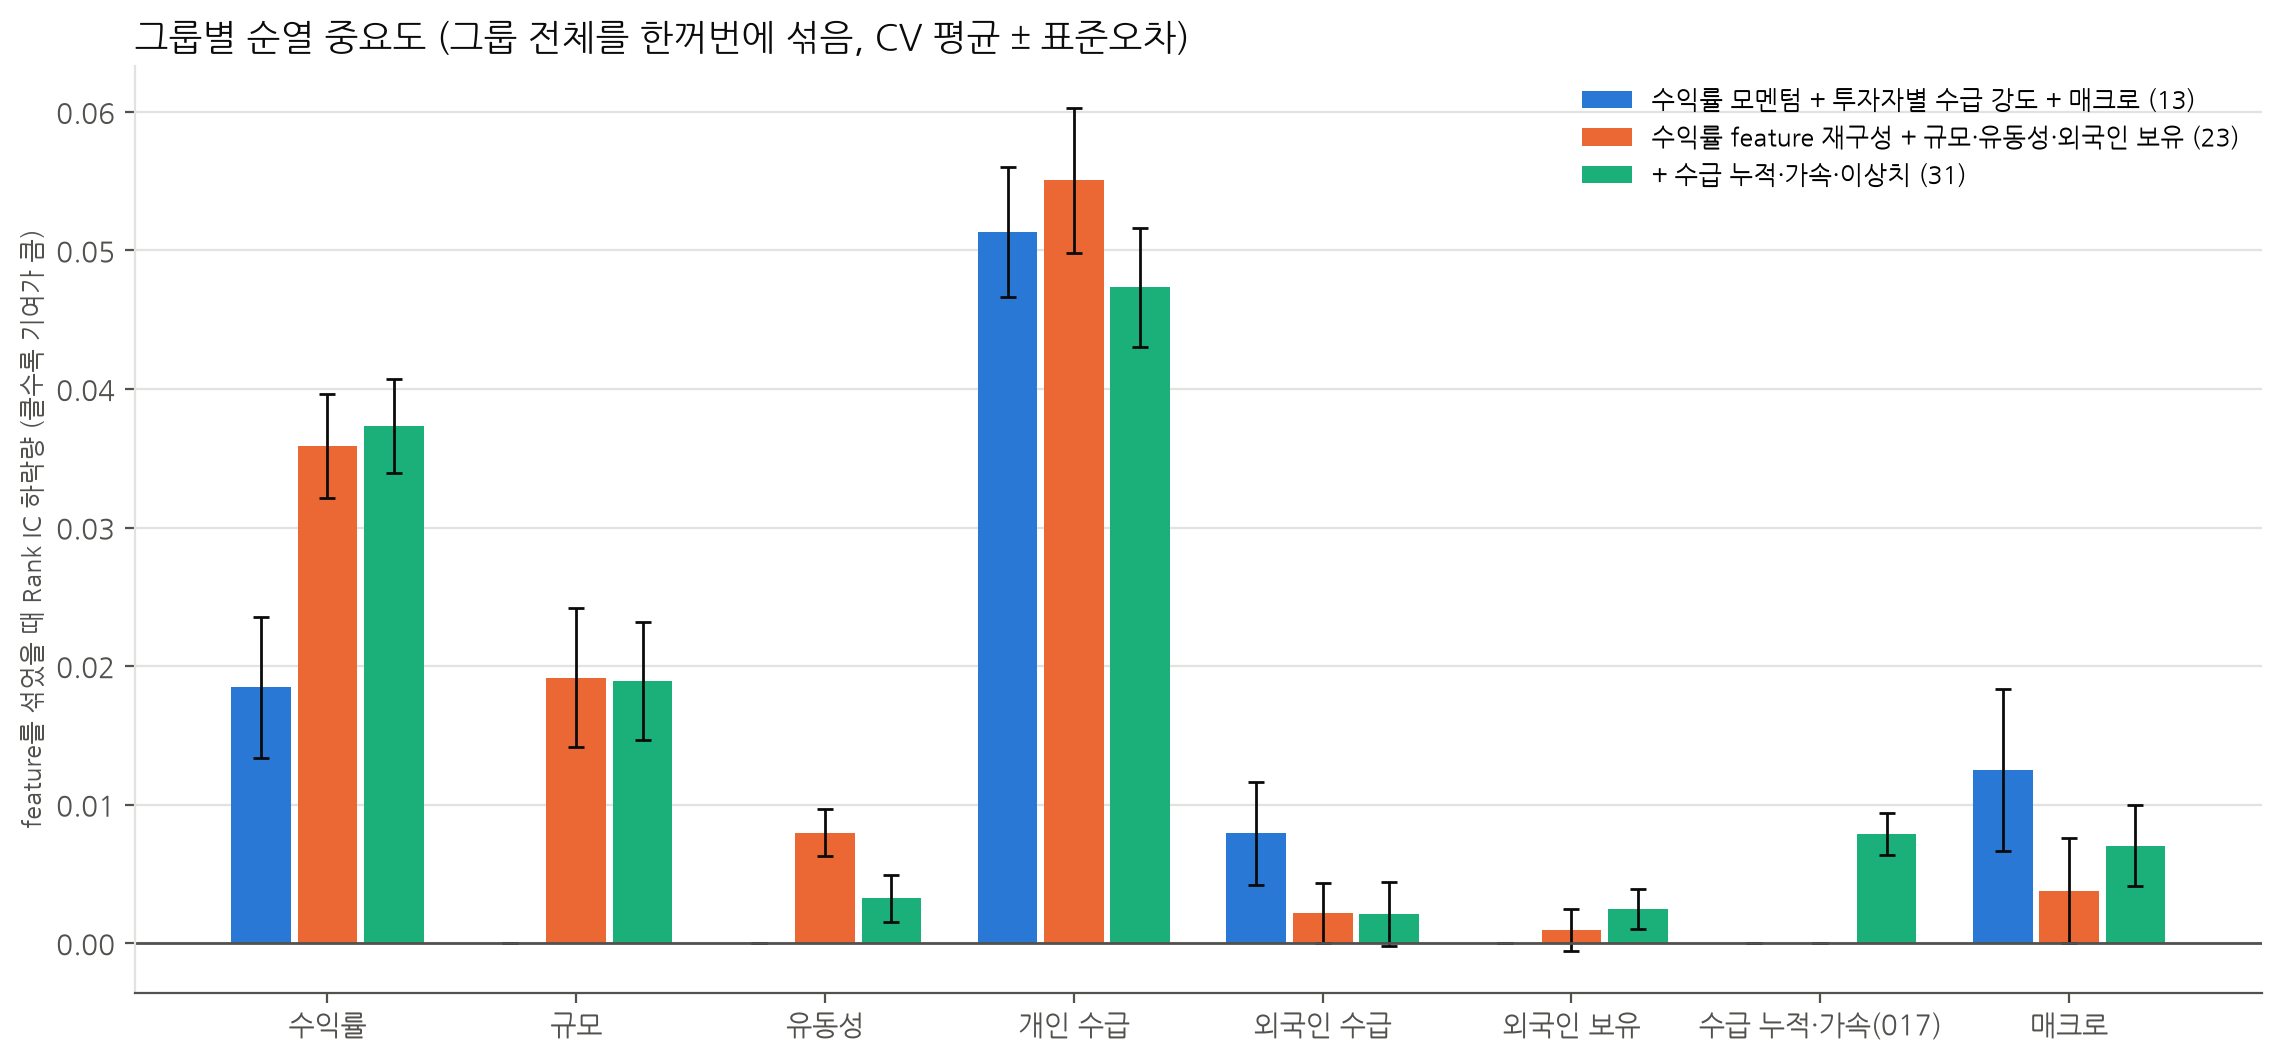 그룹별 순열 중요도 (그룹 전체를 한꺼번에 섞음, CV 평균 ± 표준오차)
수익률 모멘텀 + 투자자별 수급 강도 + 매크로 (13)
수익률 feature 재구성 + 규모·유동성·외국인 보유 (23)
+ 수급 누적·가속·이상치 (31)
feature를 섞었을 때 Rank IC 하락량 (클수록 기여가 큼)
0.06
0.05
0.04
0.03
0.02
0.01
0.00
수익률
규모
유동성
개인 수급
외국인 수급
외국인 보유
수급 누적·가속(017)
매크로